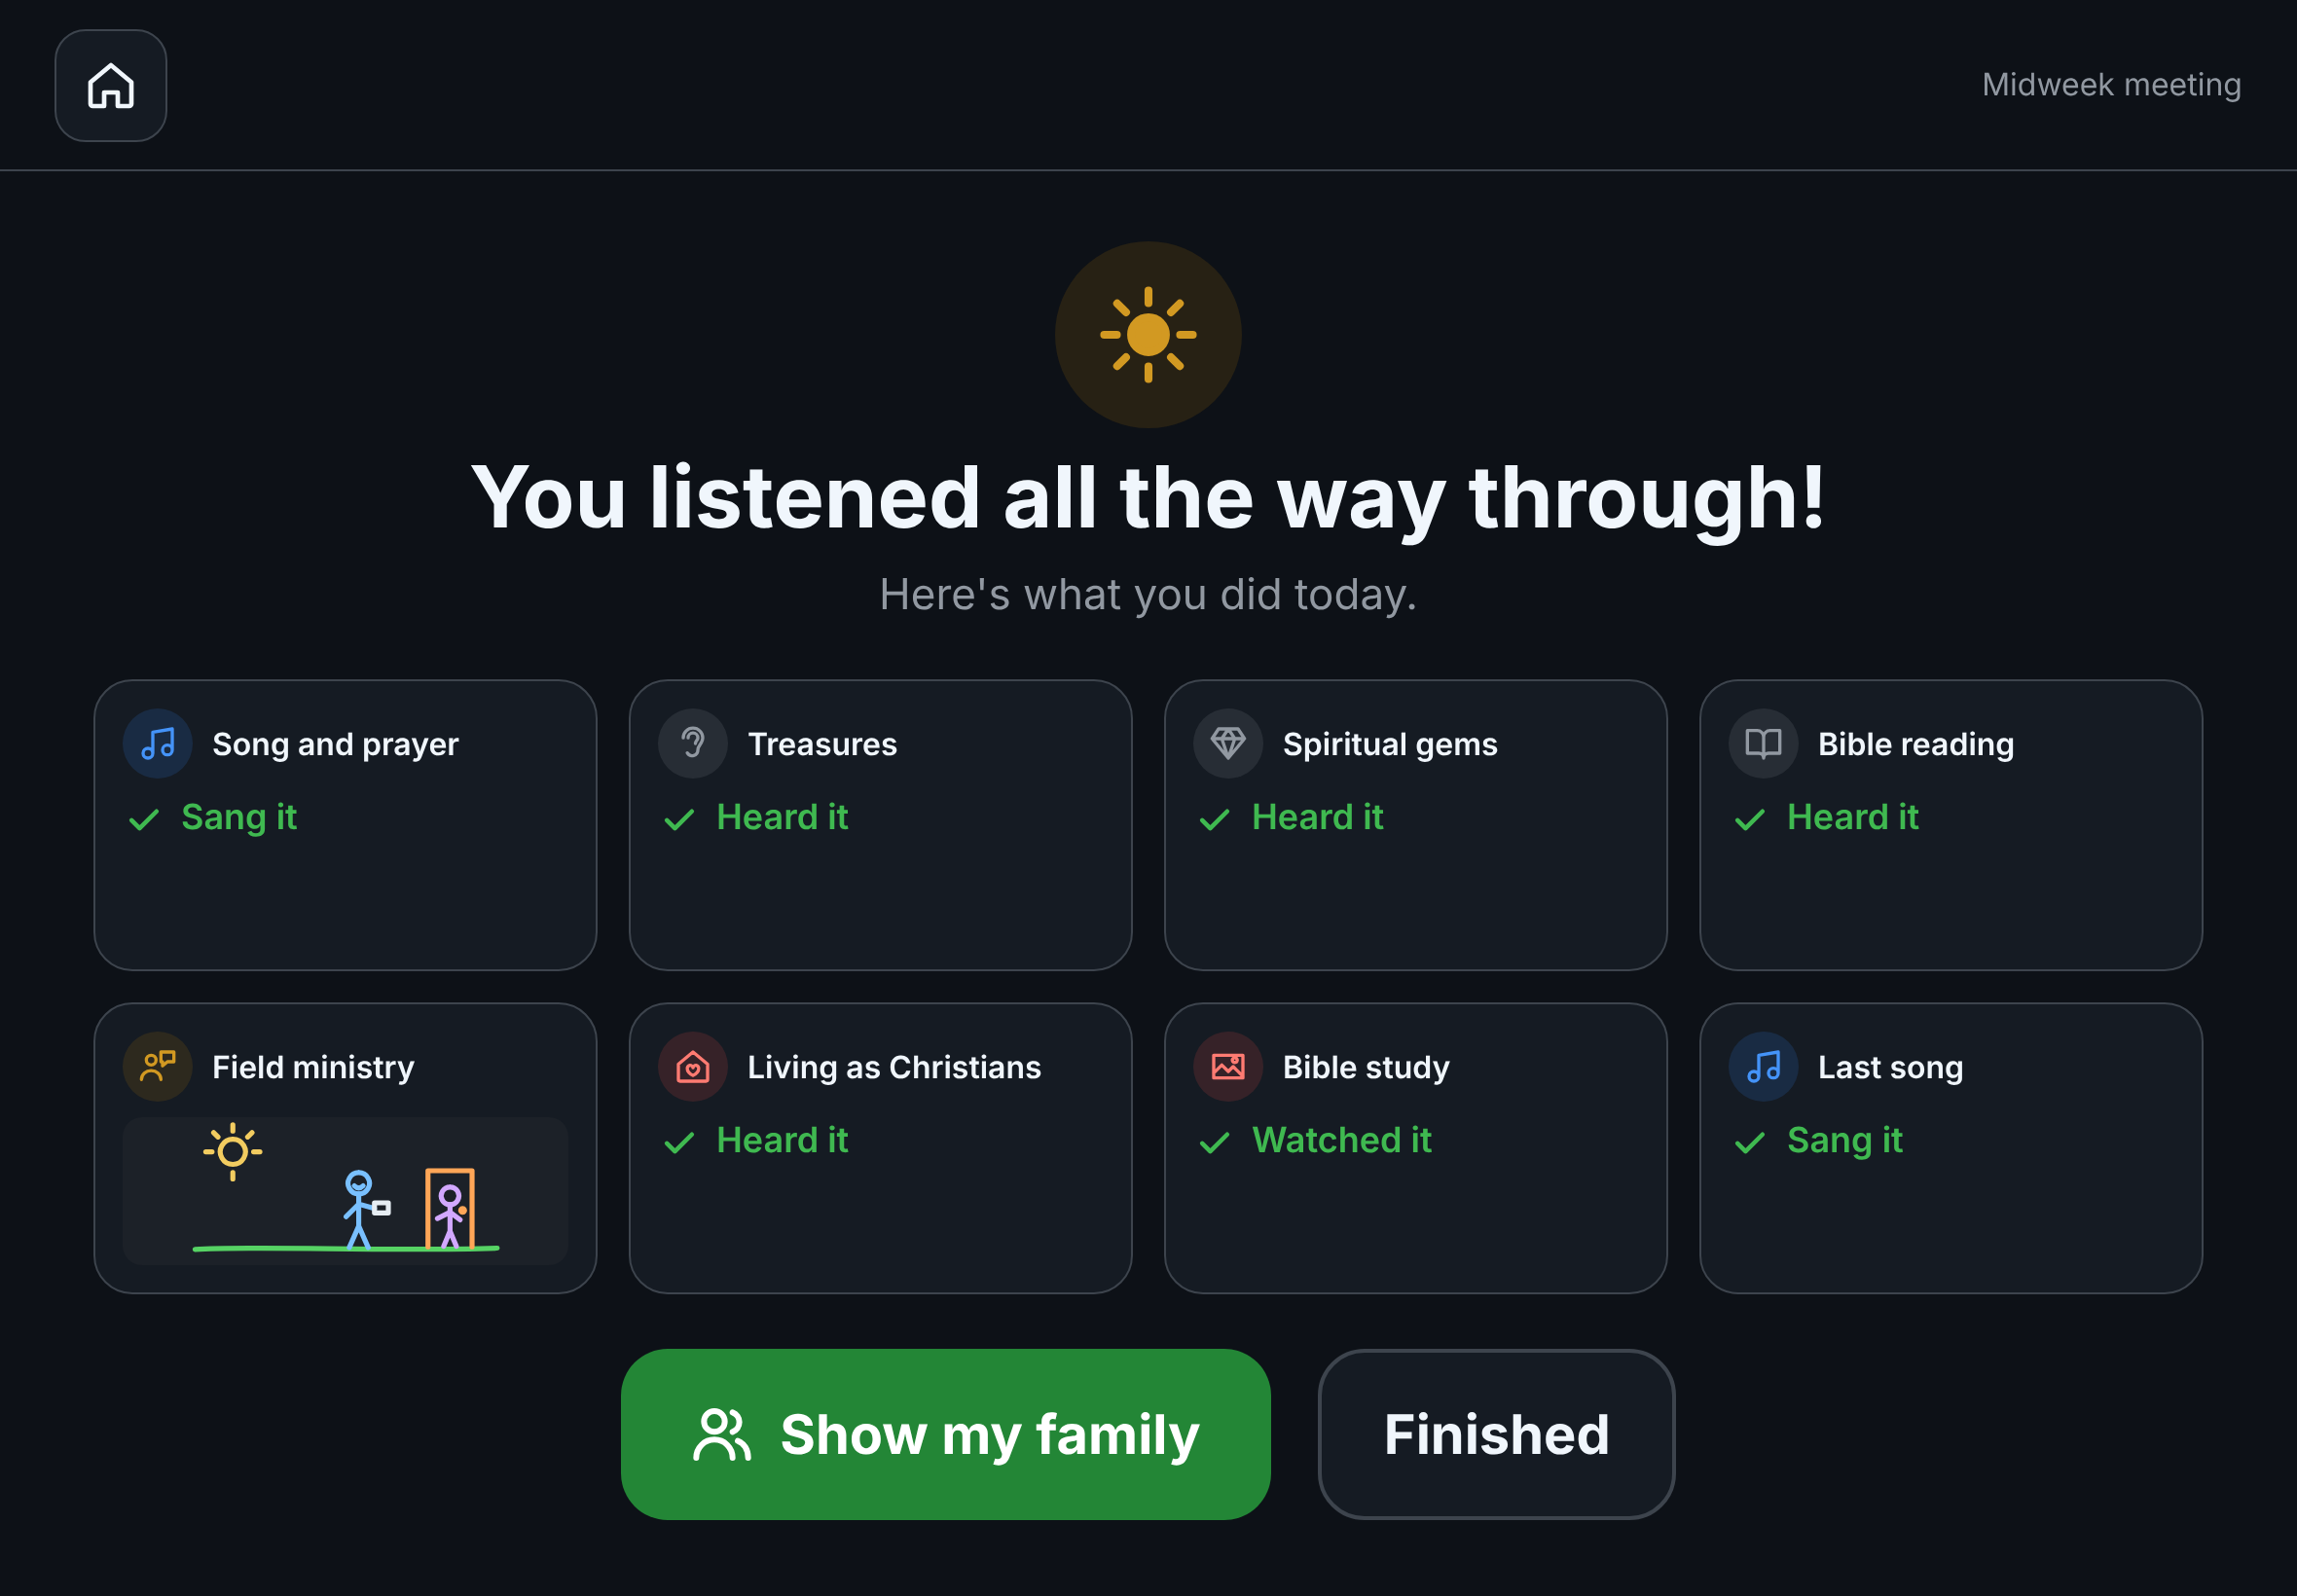 Midweek meeting
You listened all the way through!
Here's what you did today.
Song and prayer
Sang it
Treasures
Heard it
Spiritual gems
Heard it
Bible reading
Heard it
Field ministry
Living as Christians
Heard it
Bible study
Watched it
Last song
Sang it
Show my family
Finished